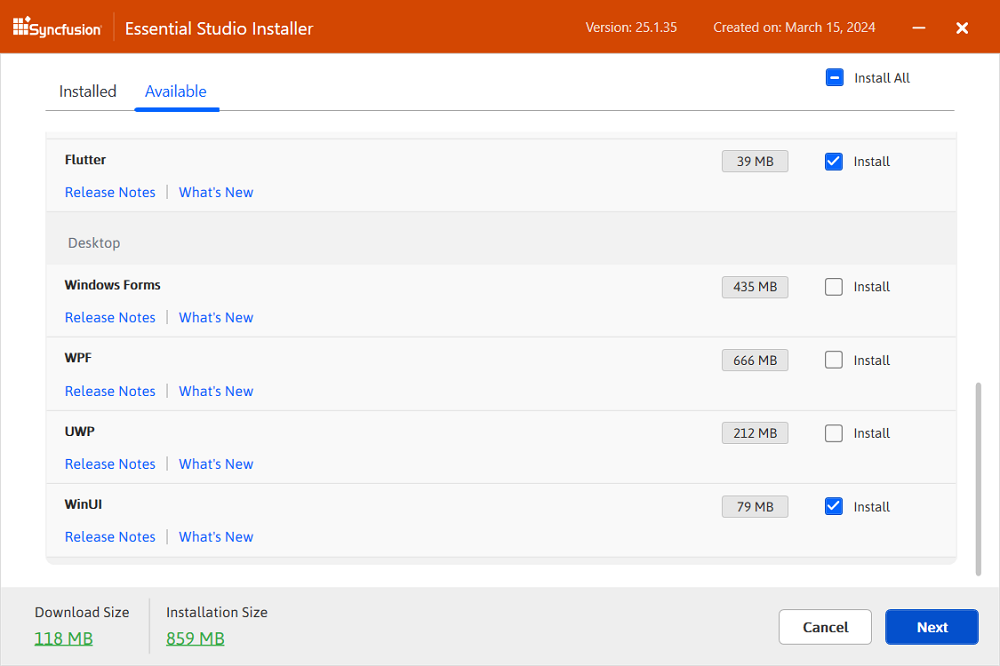 Syncfusion Essential Studio Installer Version: 25.1.35 Created on: March 15, 2024
Installed Available Install All
Flutter 39 MB Install
Release Notes What's New
Desktop
Windows Forms 435 MB Install
Release Notes What's New
WPF 666 MB Install
Release Notes What's New
UWP 212 MB Install
Release Notes What's New
WinUI 79 MB Install
Release Notes What's New
Download Size Installation Size
118 MB 859 MB
Cancel Next